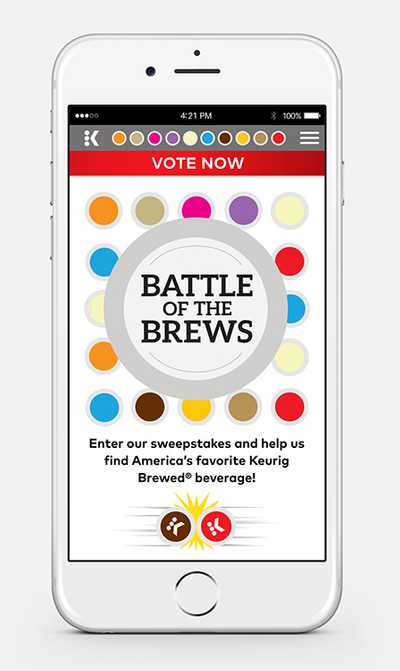 4:21 PM
100%
VOTE NOW
BATTLE
OF THE
BREWS
Enter our sweepstakes and help us
find America's favorite Keurig
Brewed® beverage!